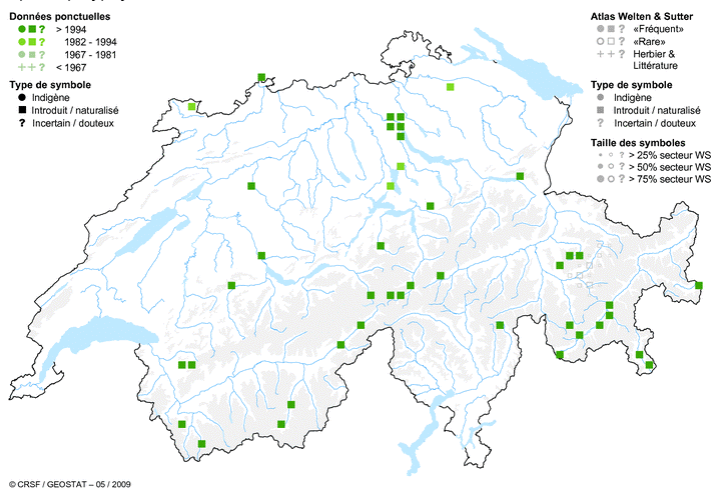 Données ponctuelles
> 1994
1982 - 1994
1967 - 1981
< 1967
Type de symbole
Indigène
Introduit / naturalisé
? Incertain / douteux
Atlas Welten & Sutter
«Fréquent»
«Rare»
Herbier &
Littérature
Type de symbole
Indigène
Introduit / naturalisé
? Incertain / douteux
Taille des symboles
> 25% secteur WS
> 50% secteur WS
> 75% secteur WS
© CRSF / GEOSTAT – 05 / 2009